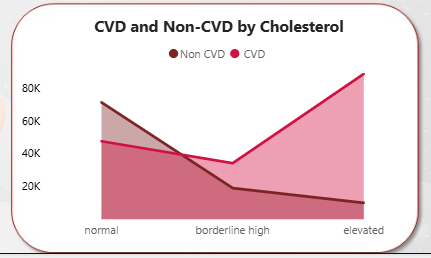 CVD and Non-CVD by Cholesterol
Non CVD CVD
80K
60K
40K
20K
normal borderline high elevated